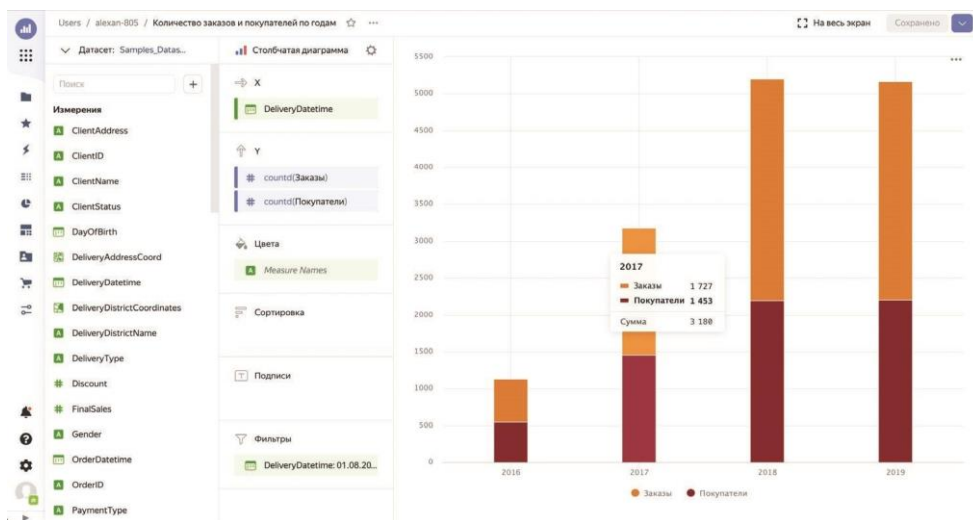 Users / alexan-805 / Количество заказов и покупателей по годам
На весь экран
Сохранено
Датасет: Samples_Datas...
Поиск
+
Измерения
ClientAddress
ClientID
ClientName
ClientStatus
DayOfBirth
DeliveryAddressCoord
DeliveryDatetime
DeliveryDistrictCoordinates
DeliveryDistrictName
DeliveryType
Discount
FinalSales
Gender
OrderDatetime
OrderID
PaymentType
Столбчатая диаграмма
X
DeliveryDatetime
Y
countd(Заказы)
countd(Покупатели)
Цвета
Measure Names
Сортировка
Подписи
Фильтры
DeliveryDatetime: 01.08.20...
5500
5000
4500
4000
3500
3000
2500
2000
1500
1000
500
0
2017
Заказы 1 727
Покупатели 1 453
Сумма 3 180
2016 2017 2018 2019
Заказы Покупатели